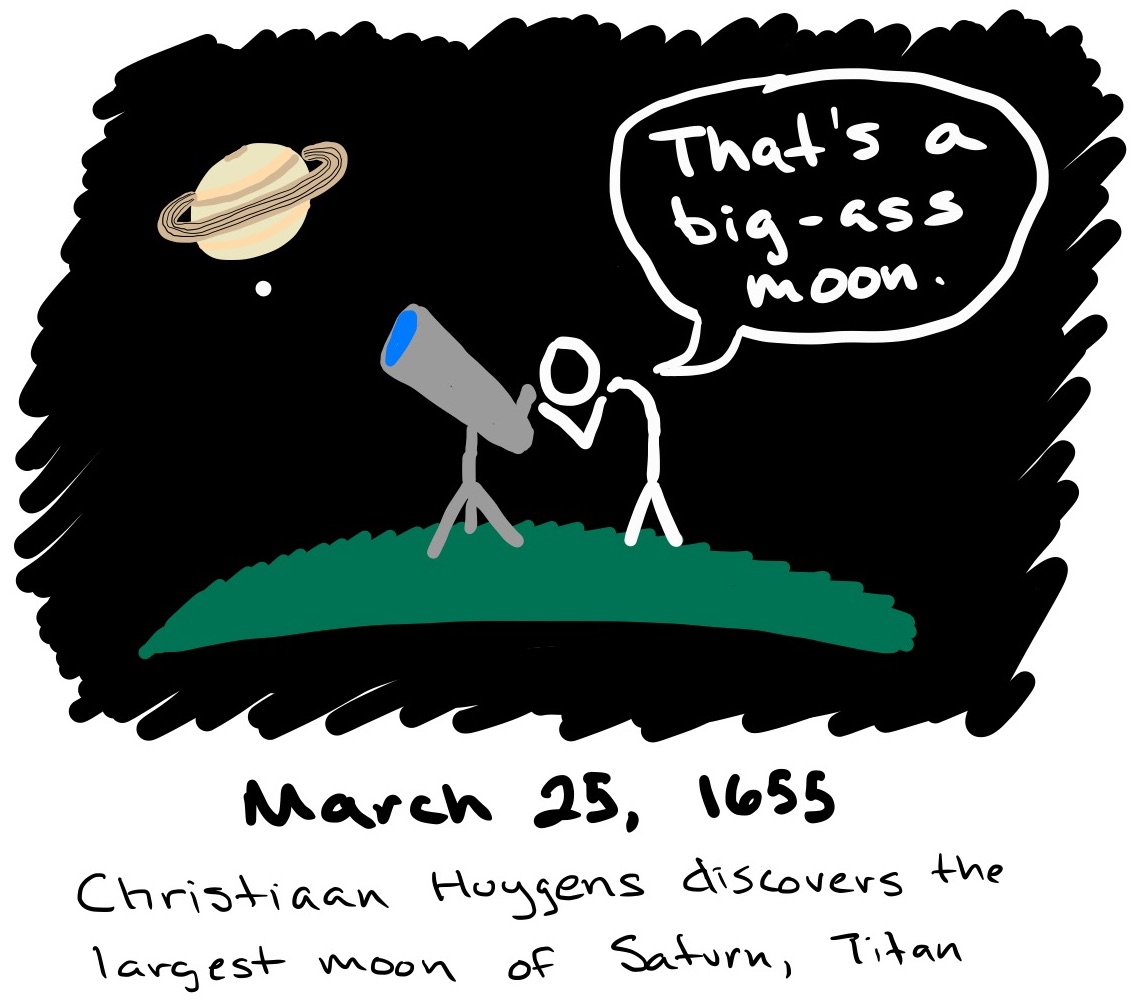 That's a
big-ass
moon.
March 25, 1655
Christiaan Huygens discovers the
largest moon of Saturn, Titan